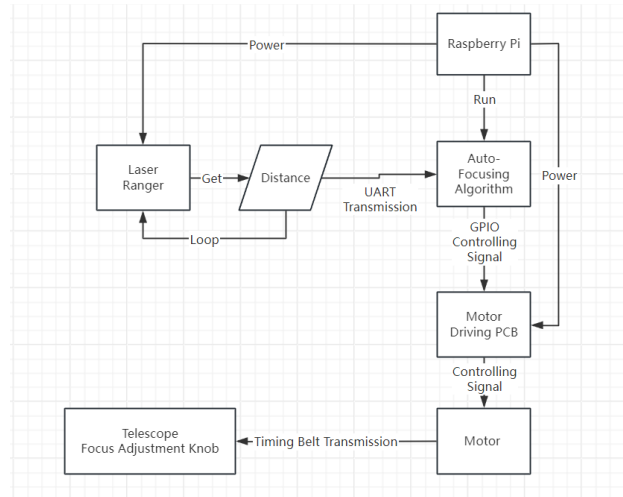 Power
Raspberry Pi
Run
Laser
Ranger
Get
Distance
UART
Transmission
Auto-
Focusing
Algorithm
Power
Loop
GPIO
Controlling
Signal
Motor
Driving PCB
Controlling
Signal
Telescope
Focus Adjustment Knob
Timing Belt Transmission
Motor